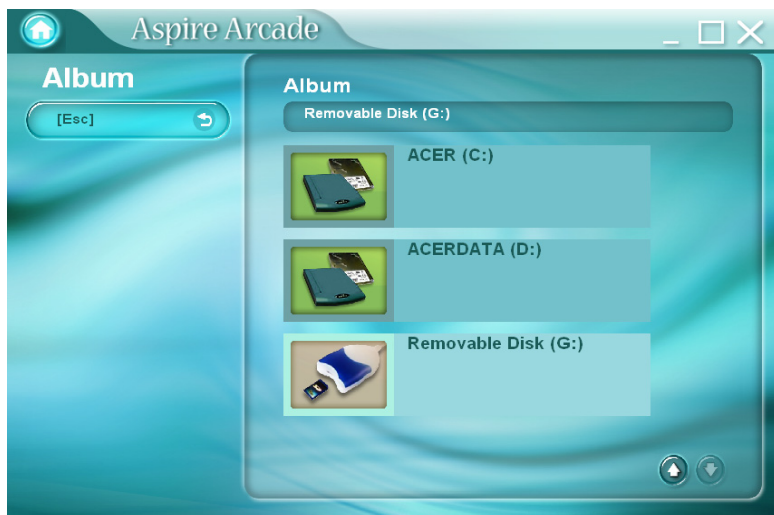 Aspire Arcade
Album
[Esc]
Album
Removable Disk (G:)
ACER (C:)
ACERDATA (D:)
Removable Disk (G:)